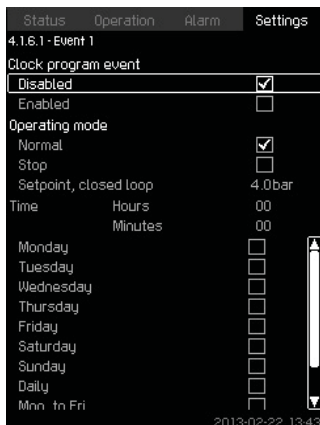 Status Operation Alarm Settings
4.1.6.1 - Event 1
Clock program event
Disabled
Enabled
Operating mode
Normal
Stop
Setpoint, closed loop 4.0bar
Time Hours 00
Minutes 00
Monday
Tuesday
Wednesday
Thursday
Friday
Saturday
Sunday
Daily
Mon. to Fri
2013-02-22 13:43